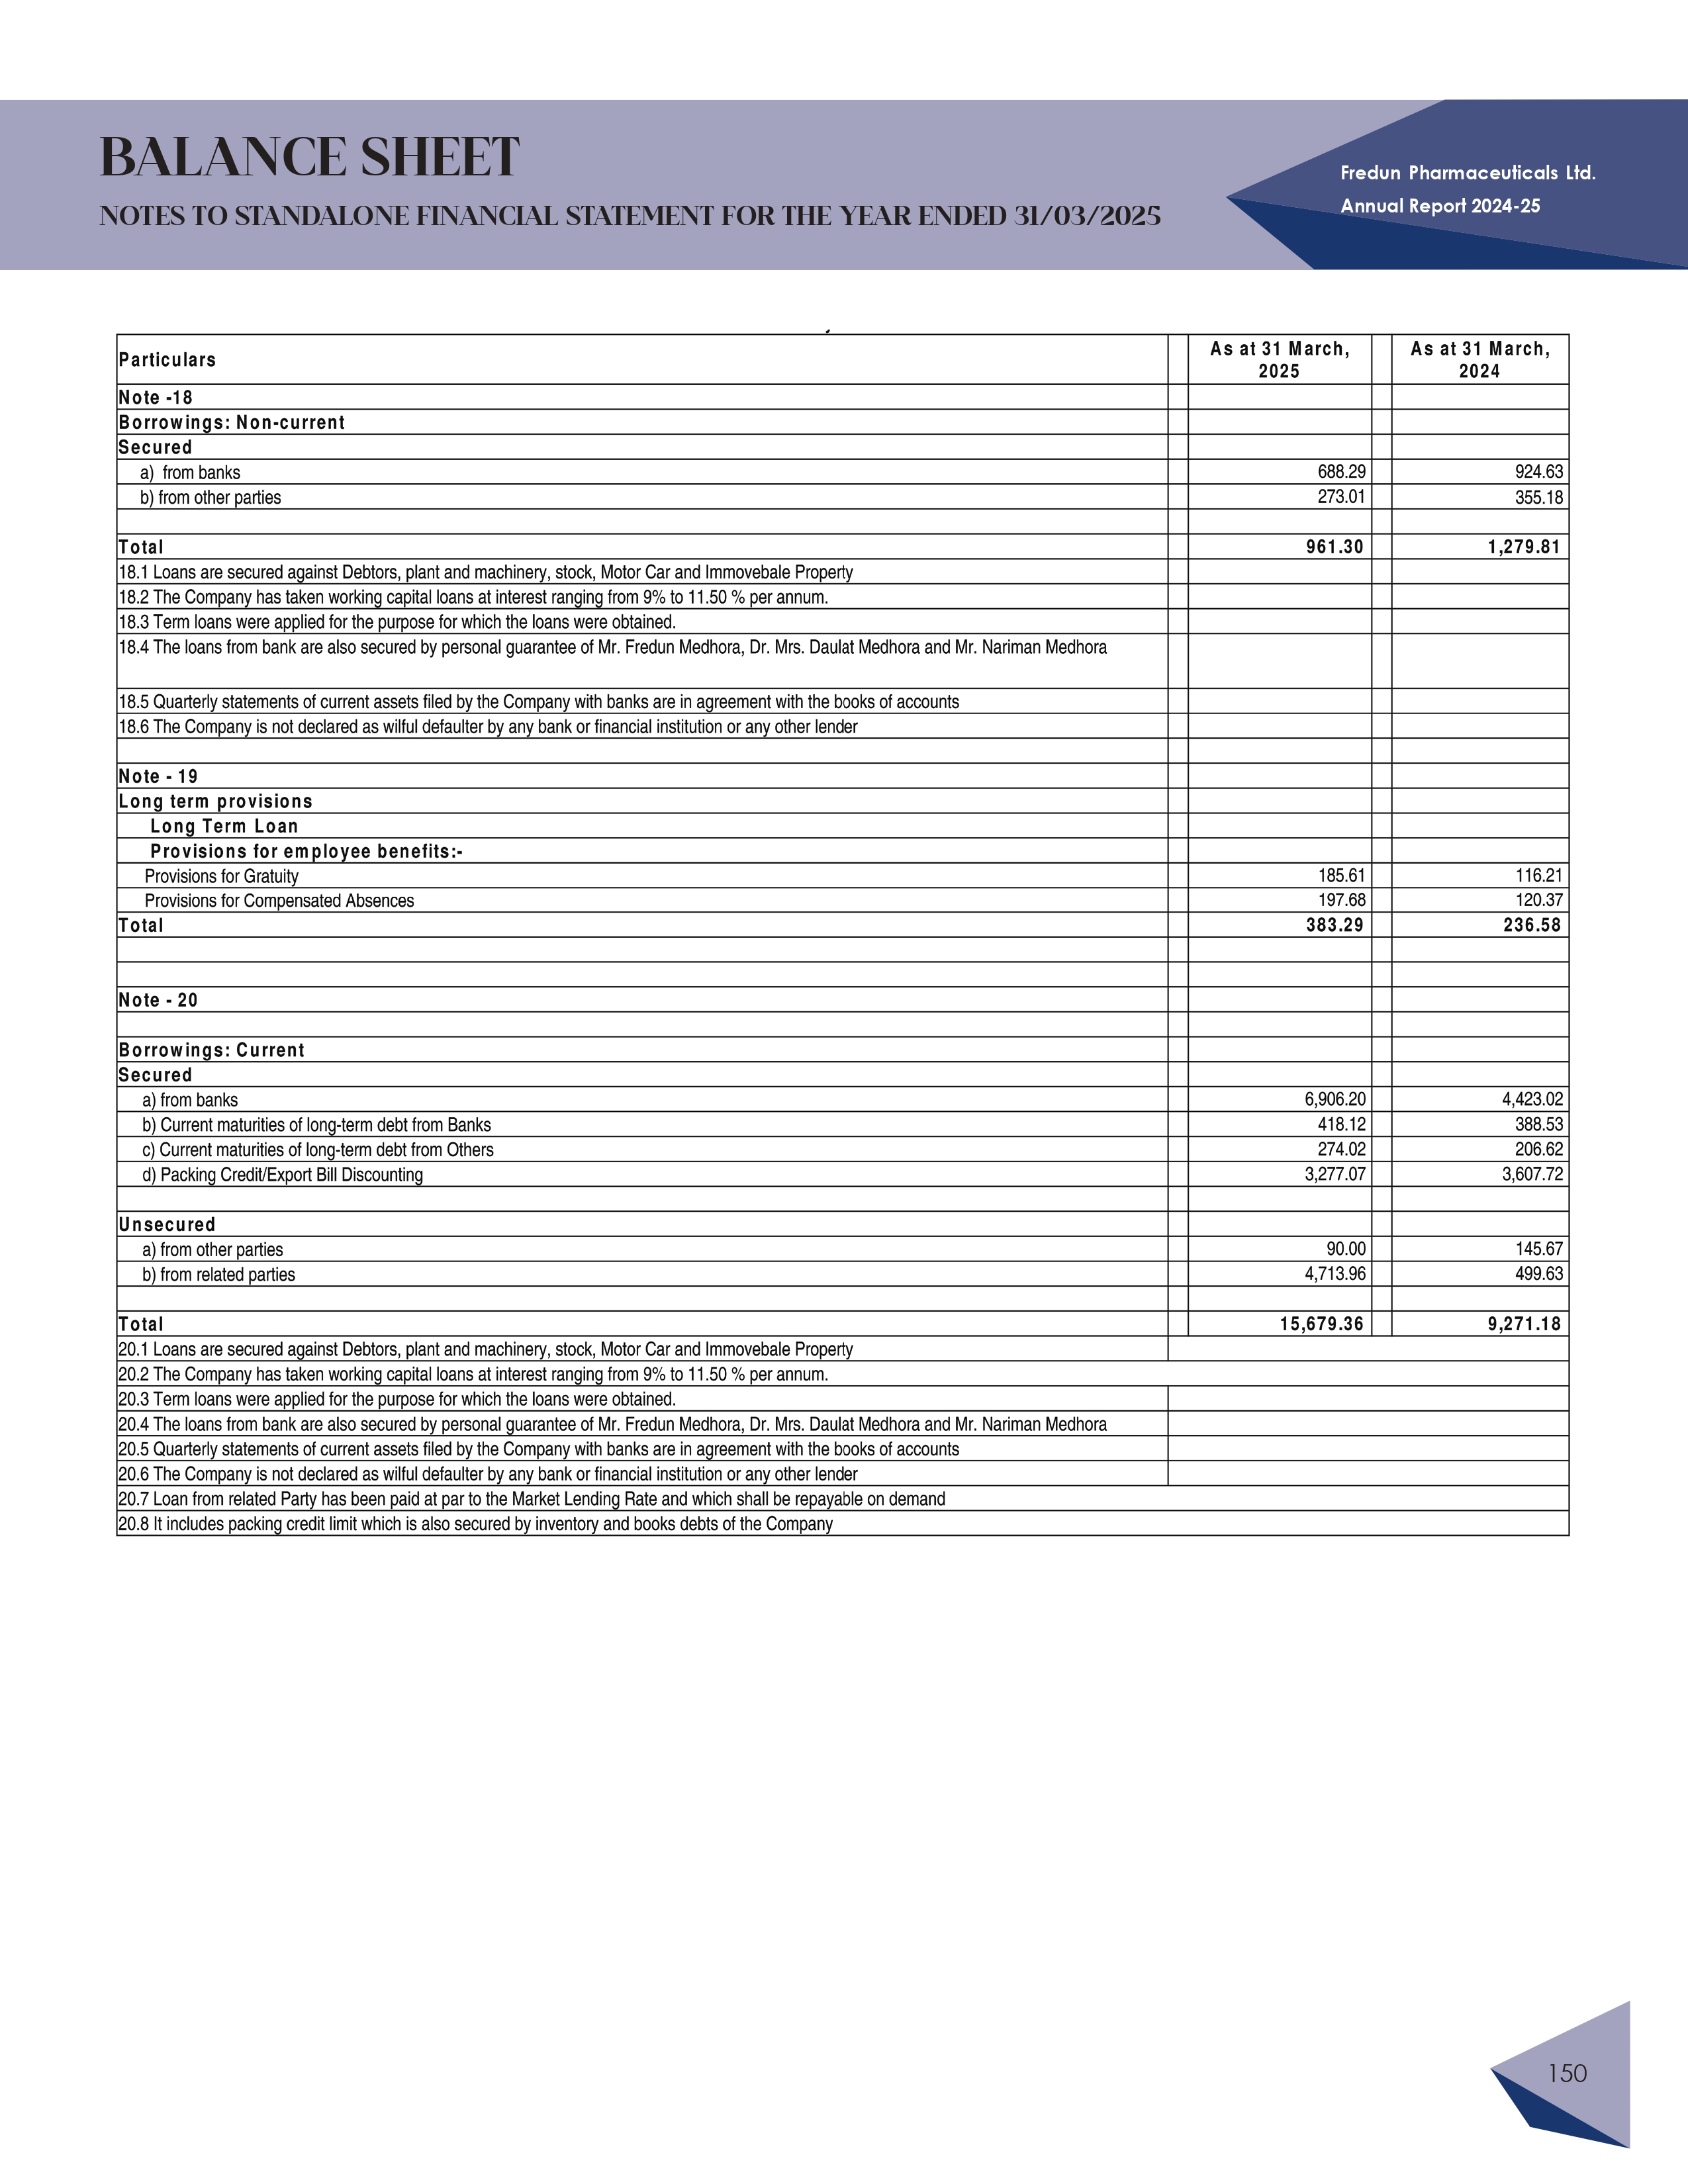 BALANCE SHEET
NOTES TO STANDALONE FINANCIAL STATEMENT FOR THE YEAR ENDED 31/03/2025
Fredun Pharmaceuticals Ltd.
Annual Report 2024-25
Particulars As at 31 March, 2025 As at 31 March, 2024
Note -18
Borrowings: Non-current
Secured
a) from banks 688.29 924.63
b) from other parties 273.01 355.18
Total 961.30 1,279.81
18.1 Loans are secured against Debtors, plant and machinery, stock, Motor Car and Immovebale Property
18.2 The Company has taken working capital loans at interest ranging from 9% to 11.50 % per annum.
18.3 Term loans were applied for the purpose for which the loans were obtained.
18.4 The loans from bank are also secured by personal guarantee of Mr. Fredun Medhora, Dr. Mrs. Daulat Medhora and Mr. Nariman Medhora
18.5 Quarterly statements of current assets filed by the Company with banks are in agreement with the books of accounts
18.6 The Company is not declared as wilful defaulter by any bank or financial institution or any other lender
Note - 19
Long term provisions
Long Term Loan
Provisions for employee benefits:-
Provisions for Gratuity 185.61 116.21
Provisions for Compensated Absences 197.68 120.37
Total 383.29 236.58
Note - 20
Borrowings: Current
Secured
a) from banks 6,906.20 4,423.02
b) Current maturities of long-term debt from Banks 418.12 388.53
c) Current maturities of long-term debt from Others 274.02 206.62
d) Packing Credit/Export Bill Discounting 3,277.07 3,607.72
Unsecured
a) from other parties 90.00 145.67
b) from related parties 4,713.96 499.63
Total 15,679.36 9,271.18
20.1 Loans are secured against Debtors, plant and machinery, stock, Motor Car and Immovebale Property
20.2 The Company has taken working capital loans at interest ranging from 9% to 11.50 % per annum.
20.3 Term loans were applied for the purpose for which the loans were obtained.
20.4 The loans from bank are also secured by personal guarantee of Mr. Fredun Medhora, Dr. Mrs. Daulat Medhora and Mr. Nariman Medhora
20.5 Quarterly statements of current assets filed by the Company with banks are in agreement with the books of accounts
20.6 The Company is not declared as wilful defaulter by any bank or financial institution or any other lender
20.7 Loan from related Party has been paid at par to the Market Lending Rate and which shall be repayable on demand
20.8 It includes packing credit limit which is also secured by inventory and books debts of the Company
150